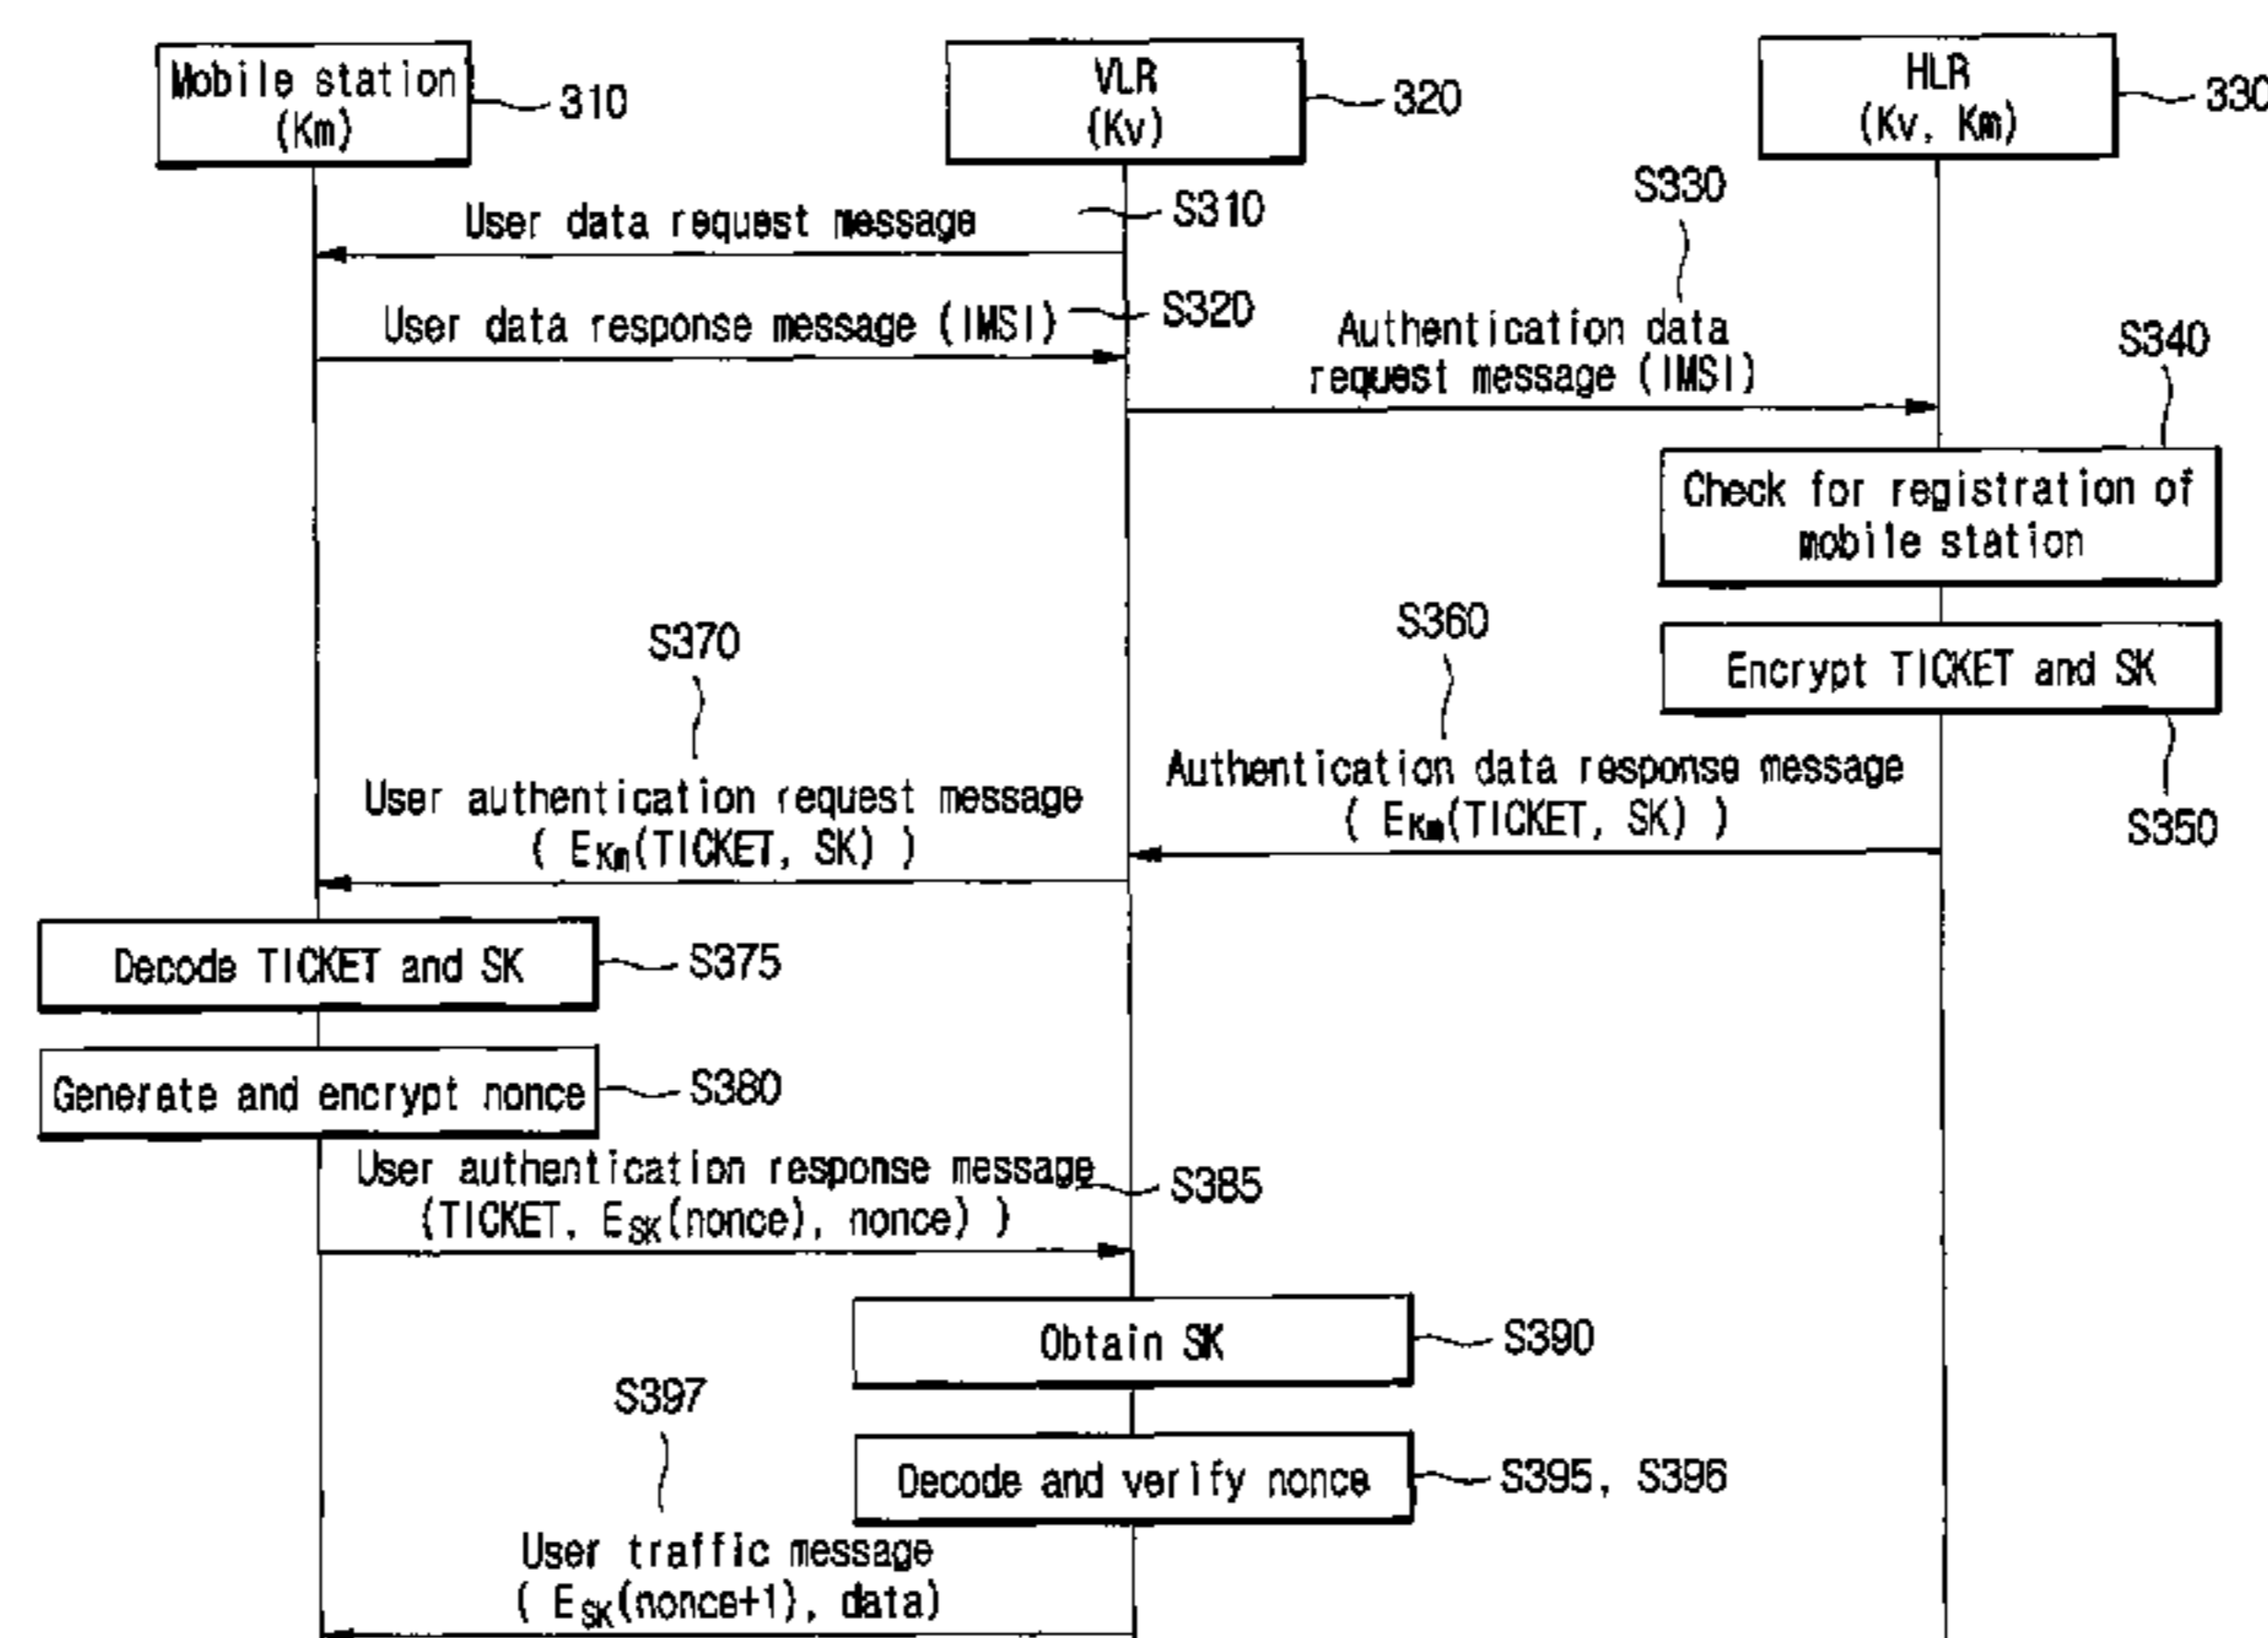 Mobile station
(Km)
310
VLR
(Kv)
320
HLR
(Kv, Km)
330
User data request message
S310
S330
User data response message (IMSI)
S320
Authentication data
request message (IMSI)
S340
Check for registration of
mobile station
S360
S370
Encrypt TICKET and SK
Authentication data response message
( EKm(TICKET, SK) )
S350
User authentication request message
( EKm(TICKET, SK) )
Decode TICKET and SK
S375
Generate and encrypt nonce
S380
User authentication response message
(TICKET, ESK(nonce), nonce) )
S385
Obtain SK
S390
S397
Decode and verify nonce
S395, S396
User traffic message
( ESK(nonce+1), data)